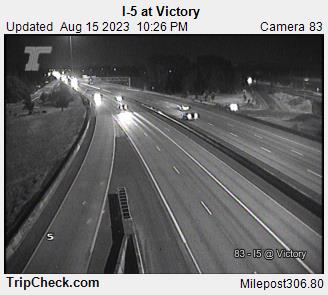 I-5 at Victory
Updated Aug 15 2023 10:26 PM Camera 83
T
S
83 - I5 @ Victory
TripCheck.com Milepost306.80